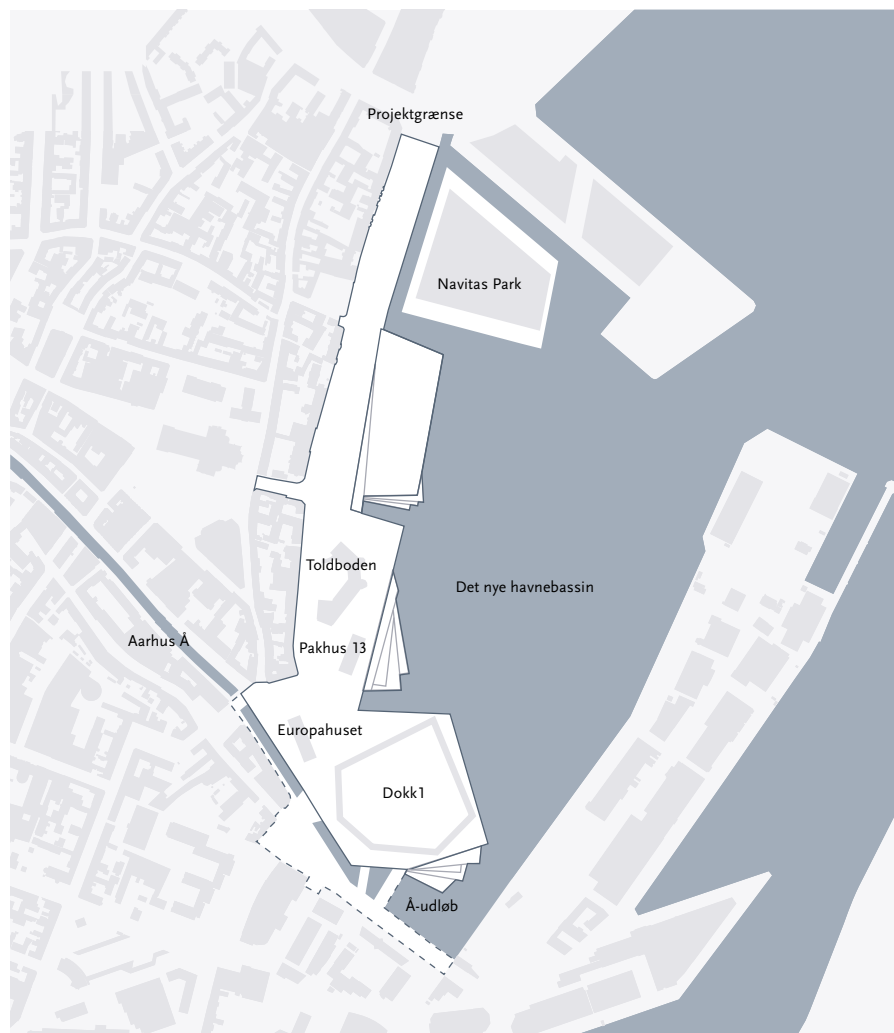 Projektgrænse
Navitas Park
Toldboden
Det nye havnebassin
Aarhus Å
Pakhus 13
Europahuset
Dokk1
Å-udløb